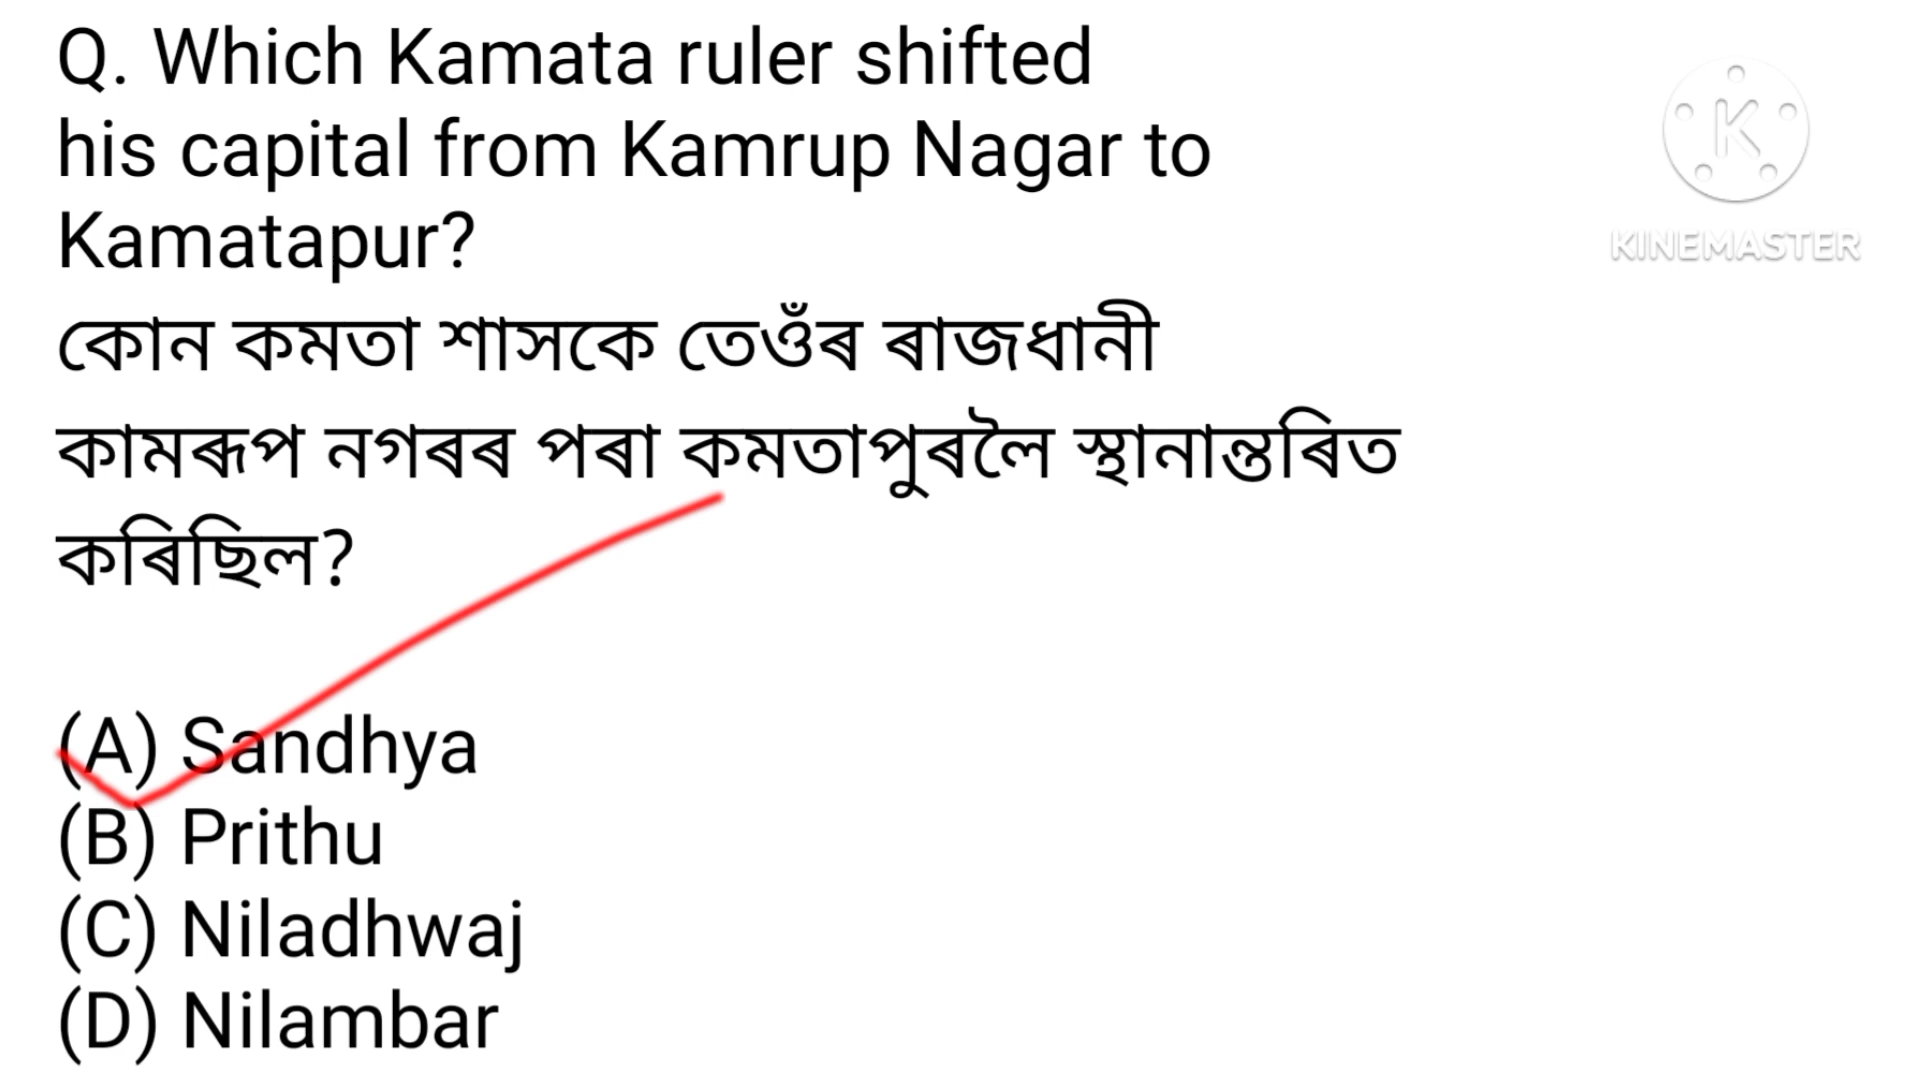 Q. Which Kamata ruler shifted
his capital from Kamrup Nagar to
Kamatapur?
কোন কমতা শাসকে তেওঁৰ ৰাজধানী
কামৰূপ নগৰৰ পৰা কমতাপুৰলৈ স্থানান্তৰিত
কৰিছিল?
(A) Sandhya
(B) Prithu
(C) Niladhwaj
(D) Nilambar
K
KINEMASTER